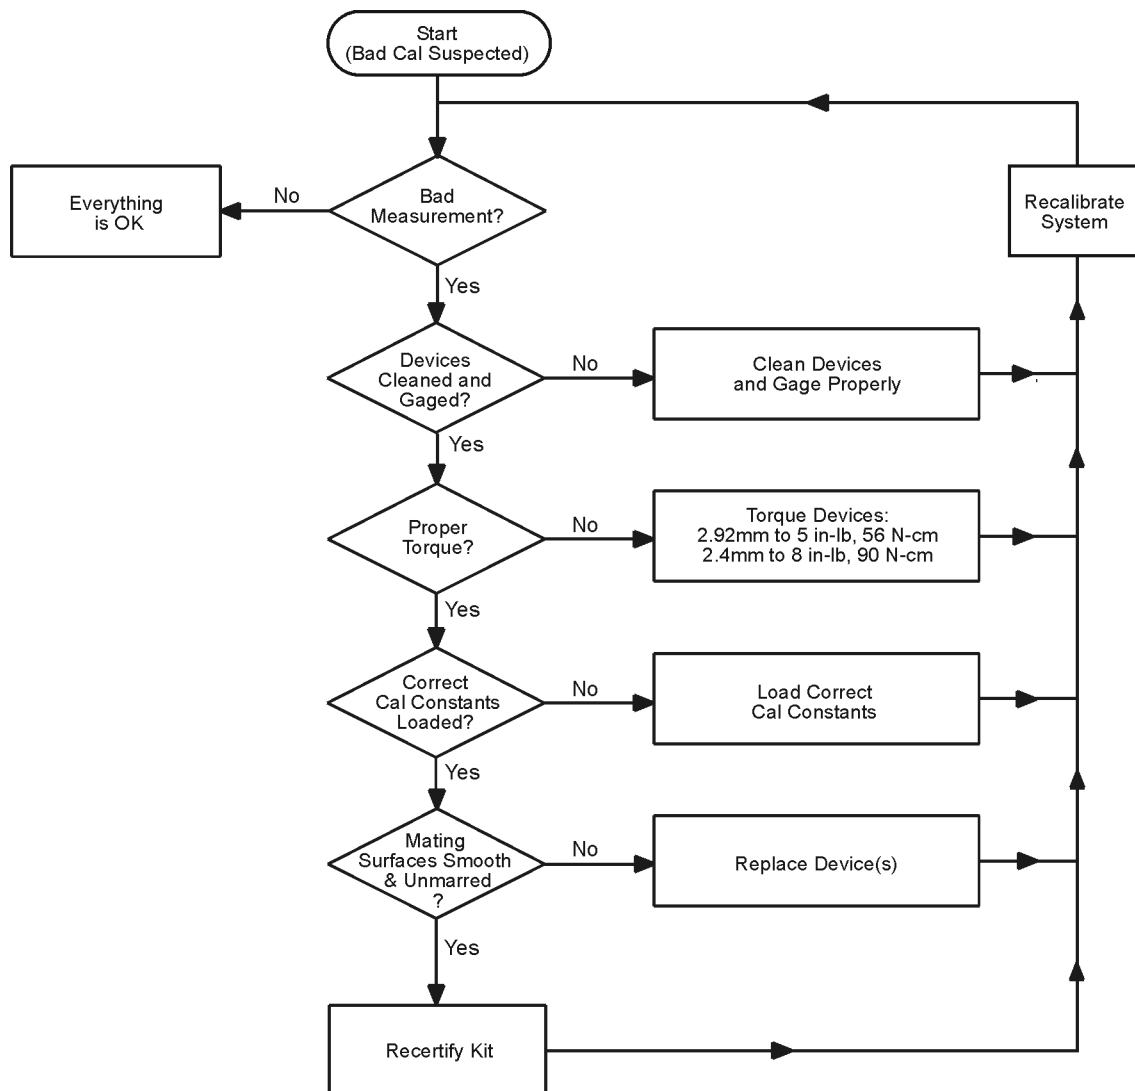 Start
(Bad Cal Suspected)
Everything
is OK
No
Bad
Measurement?
Recalibrate
System
Yes
Devices
Cleaned and
Gaged?
No
Clean Devices
and Gage Properly
Yes
Proper
Torque?
No
Torque Devices:
2.92mm to 5 in-lb, 56 N-cm
2.4mm to 8 in-lb, 90 N-cm
Yes
Correct
Cal Constants
Loaded?
No
Load Correct
Cal Constants
Yes
Mating
Surfaces Smooth
& Unmarred
?
No
Replace Device(s)
Yes
Recertify Kit